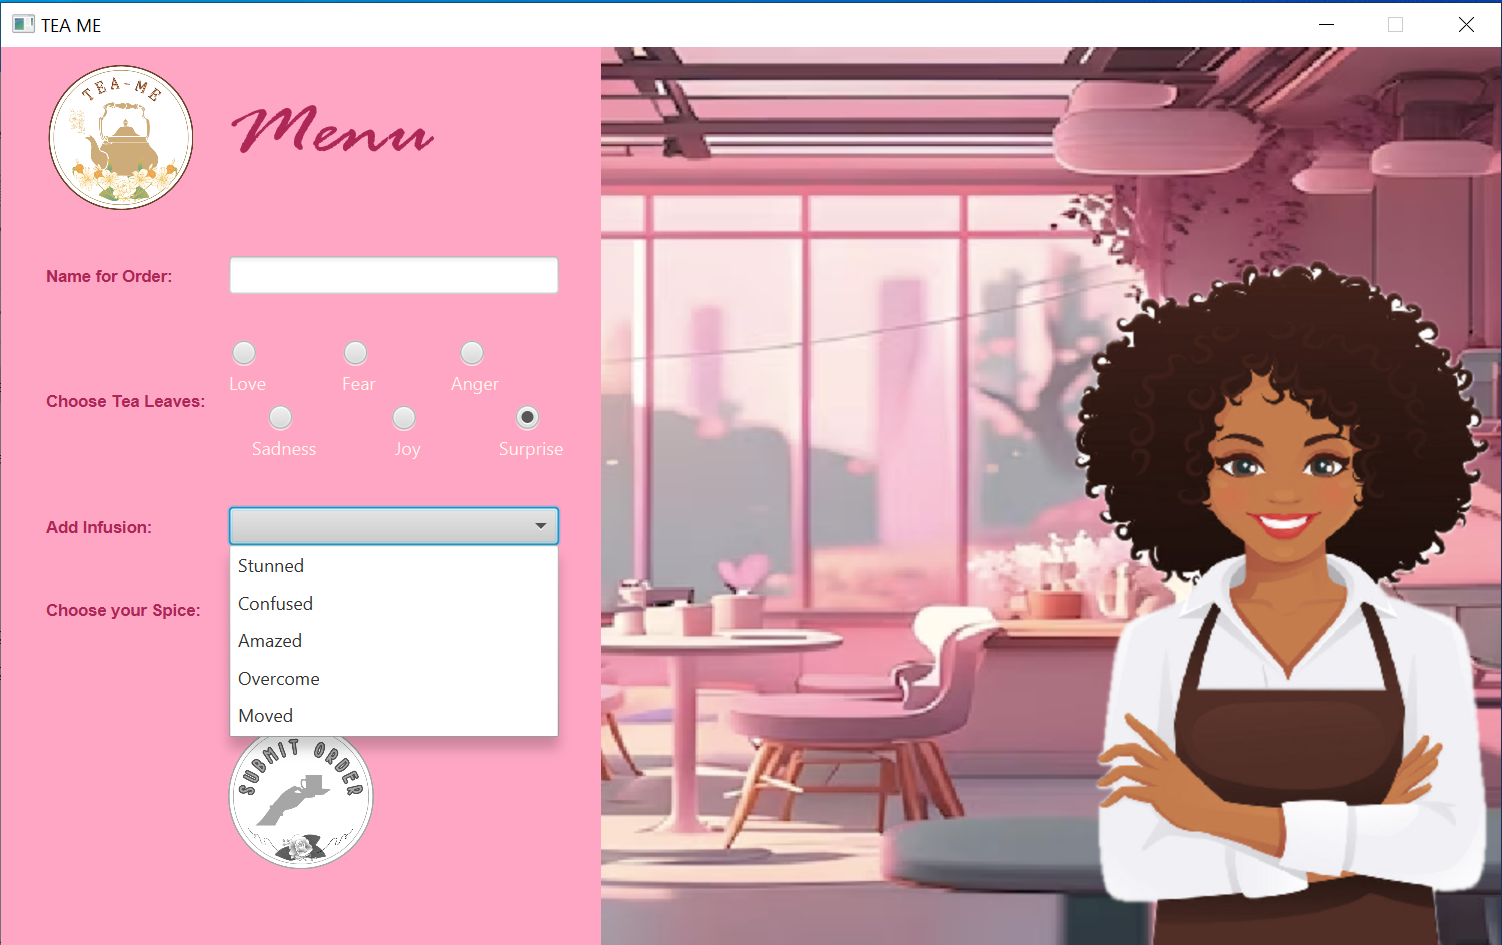 TEA ME
TEA-ME
Menu
Name for Order:
Love Fear Anger
Choose Tea Leaves:
Sadness Joy Surprise
Add Infusion:
Stunned
Confused
Choose your Spice:
Amazed
Overcome
Moved
SUBMIT ORDER